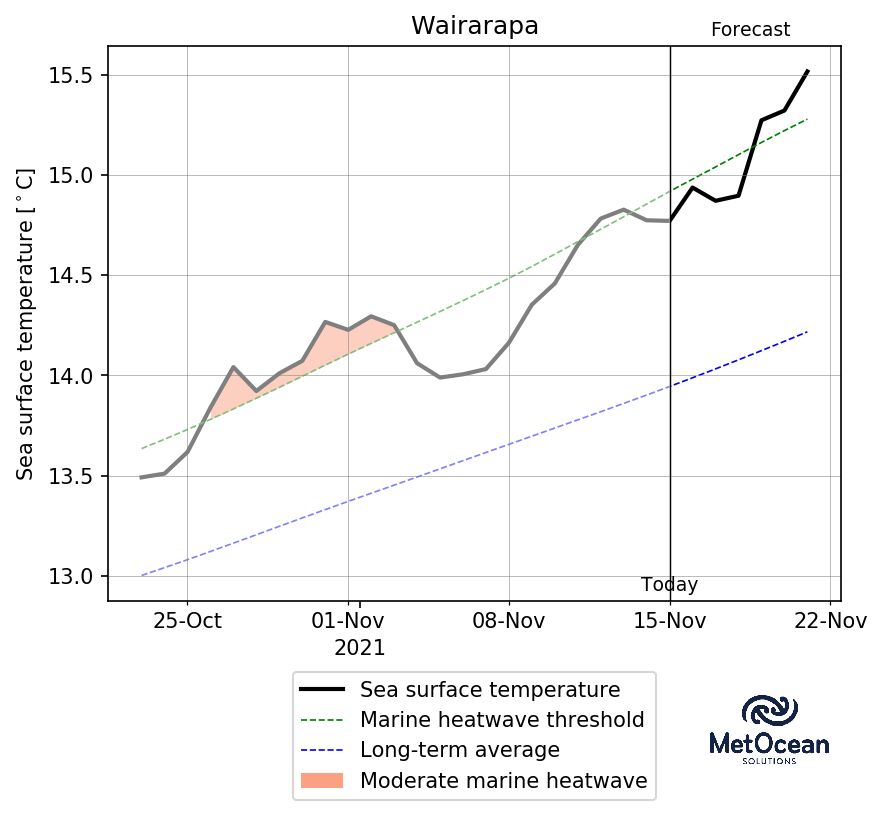 Wairarapa
Forecast
Sea surface temperature [°C]
15.5
15.0
14.5
14.0
13.5
13.0
Today
25-Oct
01-Nov
08-Nov
15-Nov
22-Nov
2021
Sea surface temperature
Marine heatwave threshold
Long-term average
Moderate marine heatwave
MetOcean
SOLUTIONS